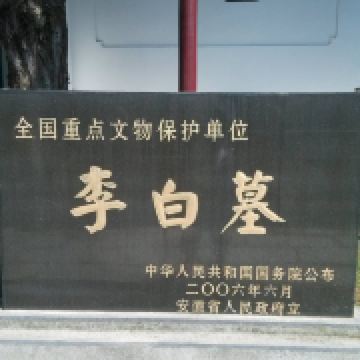 全国重点文物保护单位
李白墓
中华人民共和国国务院公布
二〇〇六年六月
安徽省人民政府立